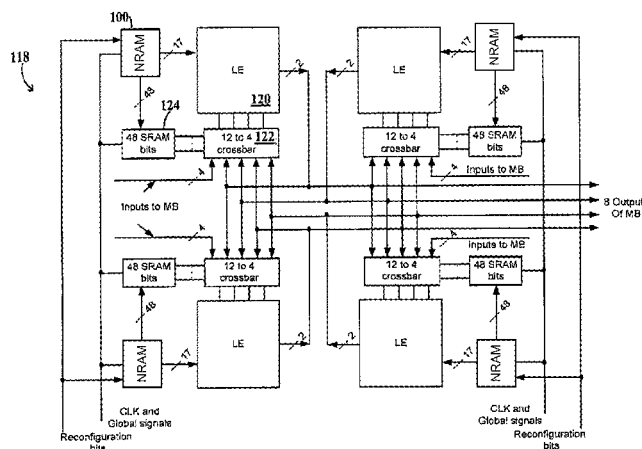 100
118
NRAM
17
LE
120
2
48
124
48 SRAM
bits
12 to 4
crossbar
122
4
Inputs to MB
4
48 SRAM
bits
12 to 4
crossbar
48
NRAM
17
LE
2
CLK and
Global signals
Reconfiguration
bits
LE
2
17
NRAM
48
12 to 4
crossbar
48 SRAM
bits
Inputs to MB
4
8 Output
Of MB
4
Inputs to MB
12 to 4
crossbar
48 SRAM
bits
48
2
LE
17
NRAM
CLK and
Global signals
Reconfiguration
bits